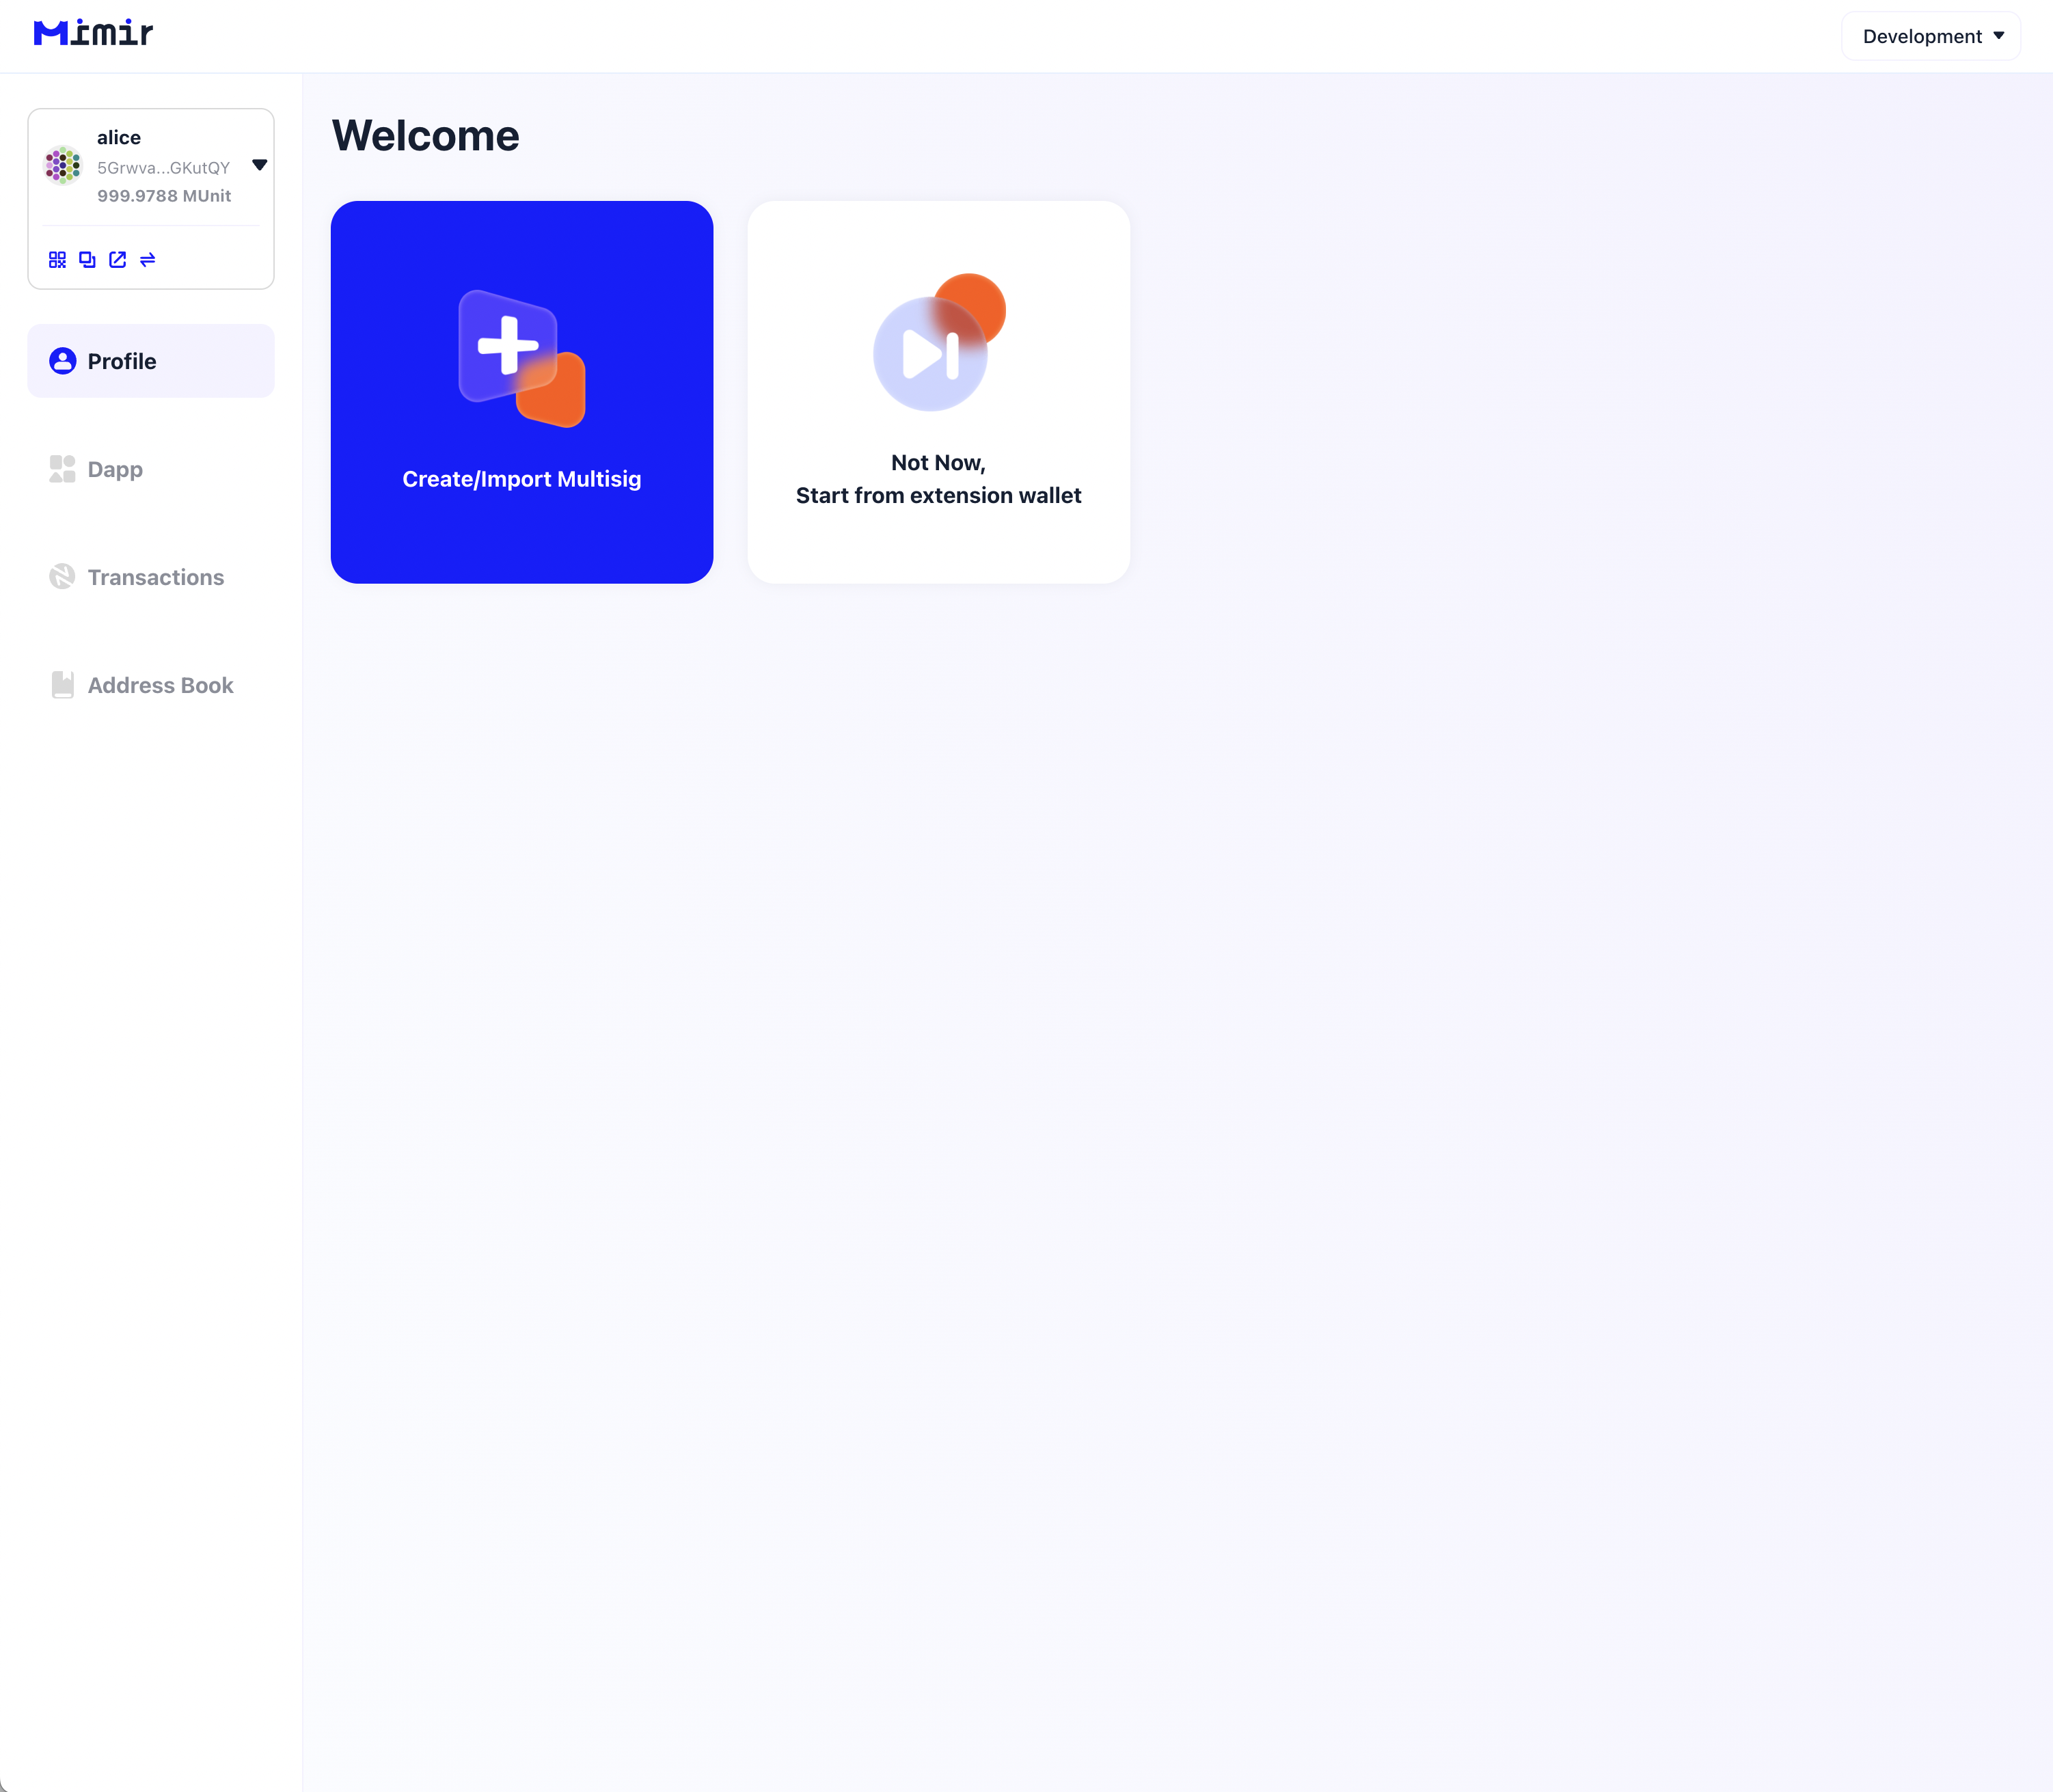 Mimir
Development
alice
5Grwva...GKutQY
999.9788 MUnit
Profile
Dapp
Transactions
Address Book
Welcome
Create/Import Multisig
Not Now,
Start from extension wallet